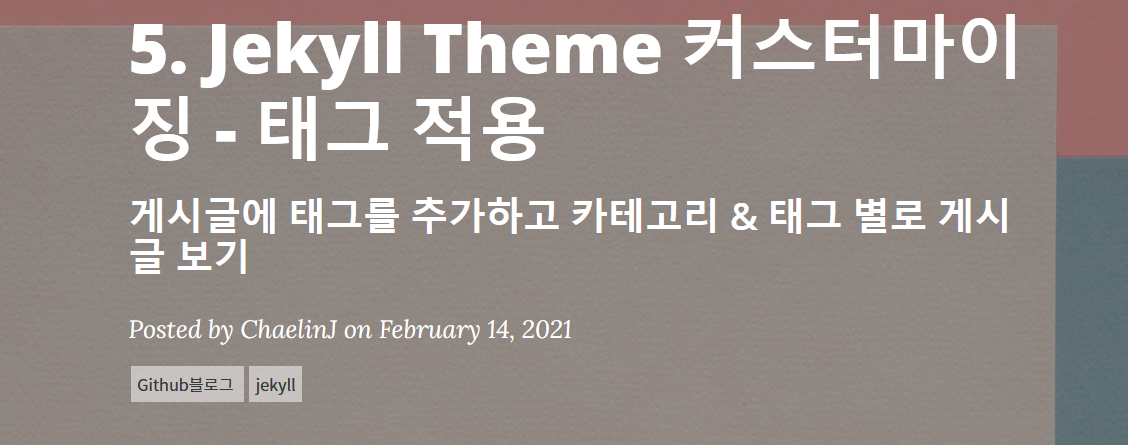 5. Jekyll Theme 커스터마이
징 - 태그 적용
게시글에 태그를 추가하고 카테고리 & 태그 별로 게시
글 보기
Posted by ChaelinJ on February 14, 2021
Github블로그 jekyll